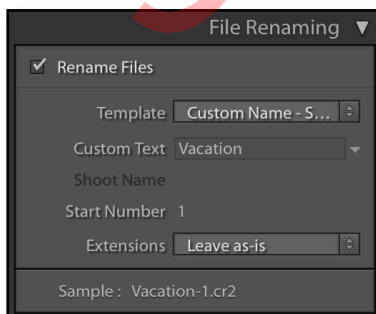 File Renaming ▼
Rename Files
Template Custom Name - S...
Custom Text Vacation
Shoot Name
Start Number 1
Extensions Leave as-is
Sample : Vacation-1.cr2